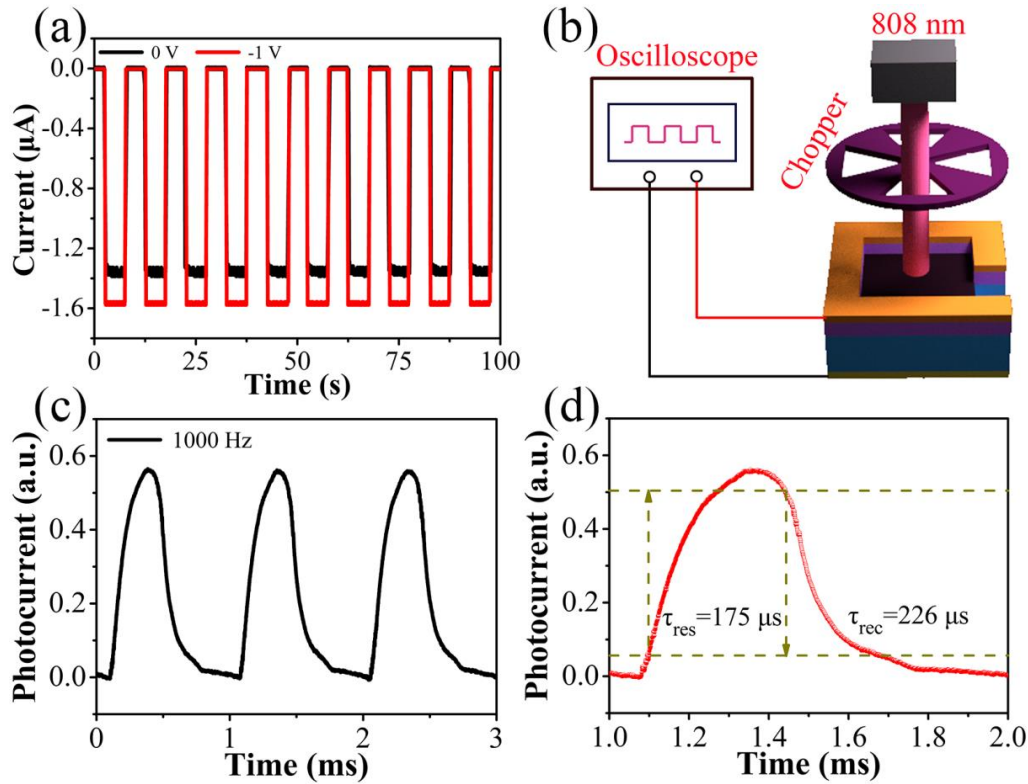 (a)
0 V
-1 V
0.0
-0.4
-0.8
-1.2
-1.6
Current (μA)
0
25
50
75
100
Time (s)
(b)
808 nm
Oscilloscope
Chopper
(c)
1000 Hz
0.6
0.4
0.2
0.0
Photocurrent (a.u.)
0
1
2
3
Time (ms)
(d)
0.6
0.4
0.2
0.0
Photocurrent (a.u.)
τres=175 μs
τrec=226 μs
1.0
1.2
1.4
1.6
1.8
2.0
Time (ms)